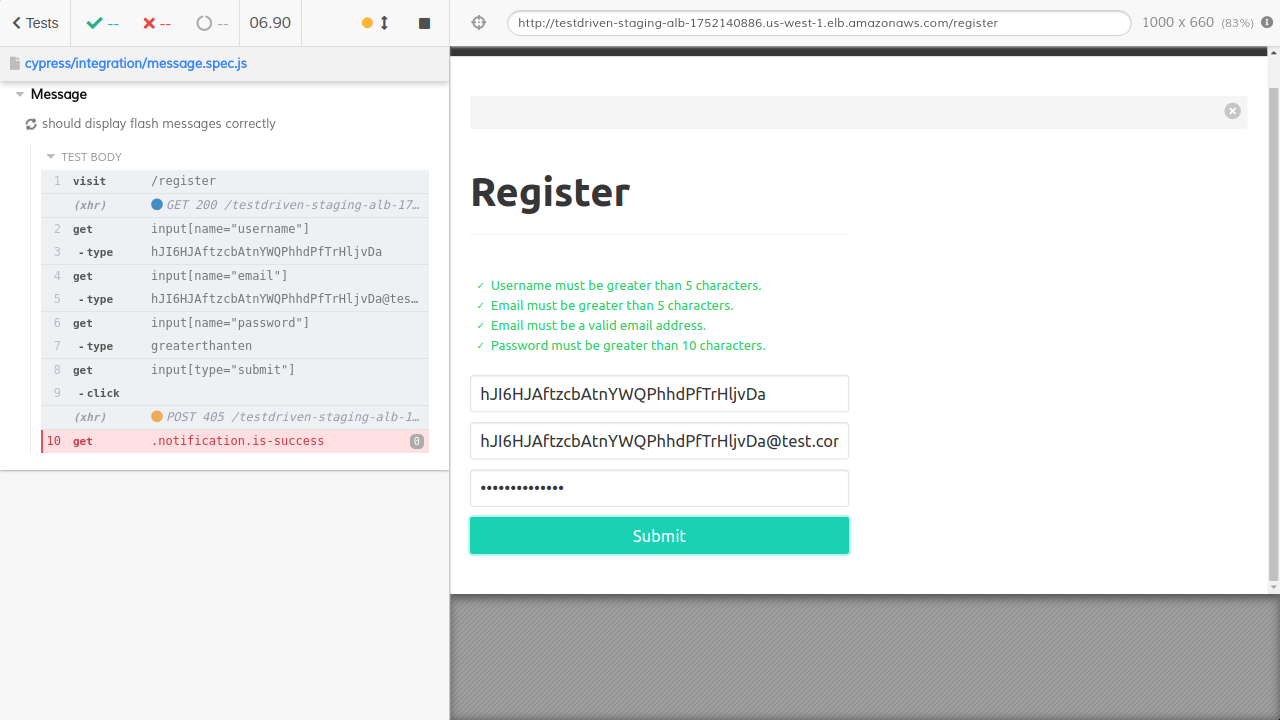 Tests
--
--
--
06.90
http://testdriven-staging-alb-1752140886.us-west-1.elb.amazonaws.com/register
1000 x 660 (83%)
cypress/integration/message.spec.js
Message
should display flash messages correctly
TEST BODY
1 visit /register
(xhr) GET 200 /testdriven-staging-alb-17…
2 get input[name="username"]
3 - type hJI6HJAftzcbAtnYWQPhhdPfTrHljvDa
4 get input[name="email"]
5 - type hJI6HJAftzcbAtnYWQPhhdPfTrHljvDa@tes…
6 get input[name="password"]
7 - type greaterthanten
8 get input[type="submit"]
9 - click
(xhr) POST 405 /testdriven-staging-alb-1…
10 get .notification.is-success 0
Register
✓ Username must be greater than 5 characters.
✓ Email must be greater than 5 characters.
✓ Email must be a valid email address.
✓ Password must be greater than 10 characters.
hJI6HJAftzcbAtnYWQPhhdPfTrHljvDa
hJI6HJAftzcbAtnYWQPhhdPfTrHljvDa@test.cor
••••••••••••••
Submit